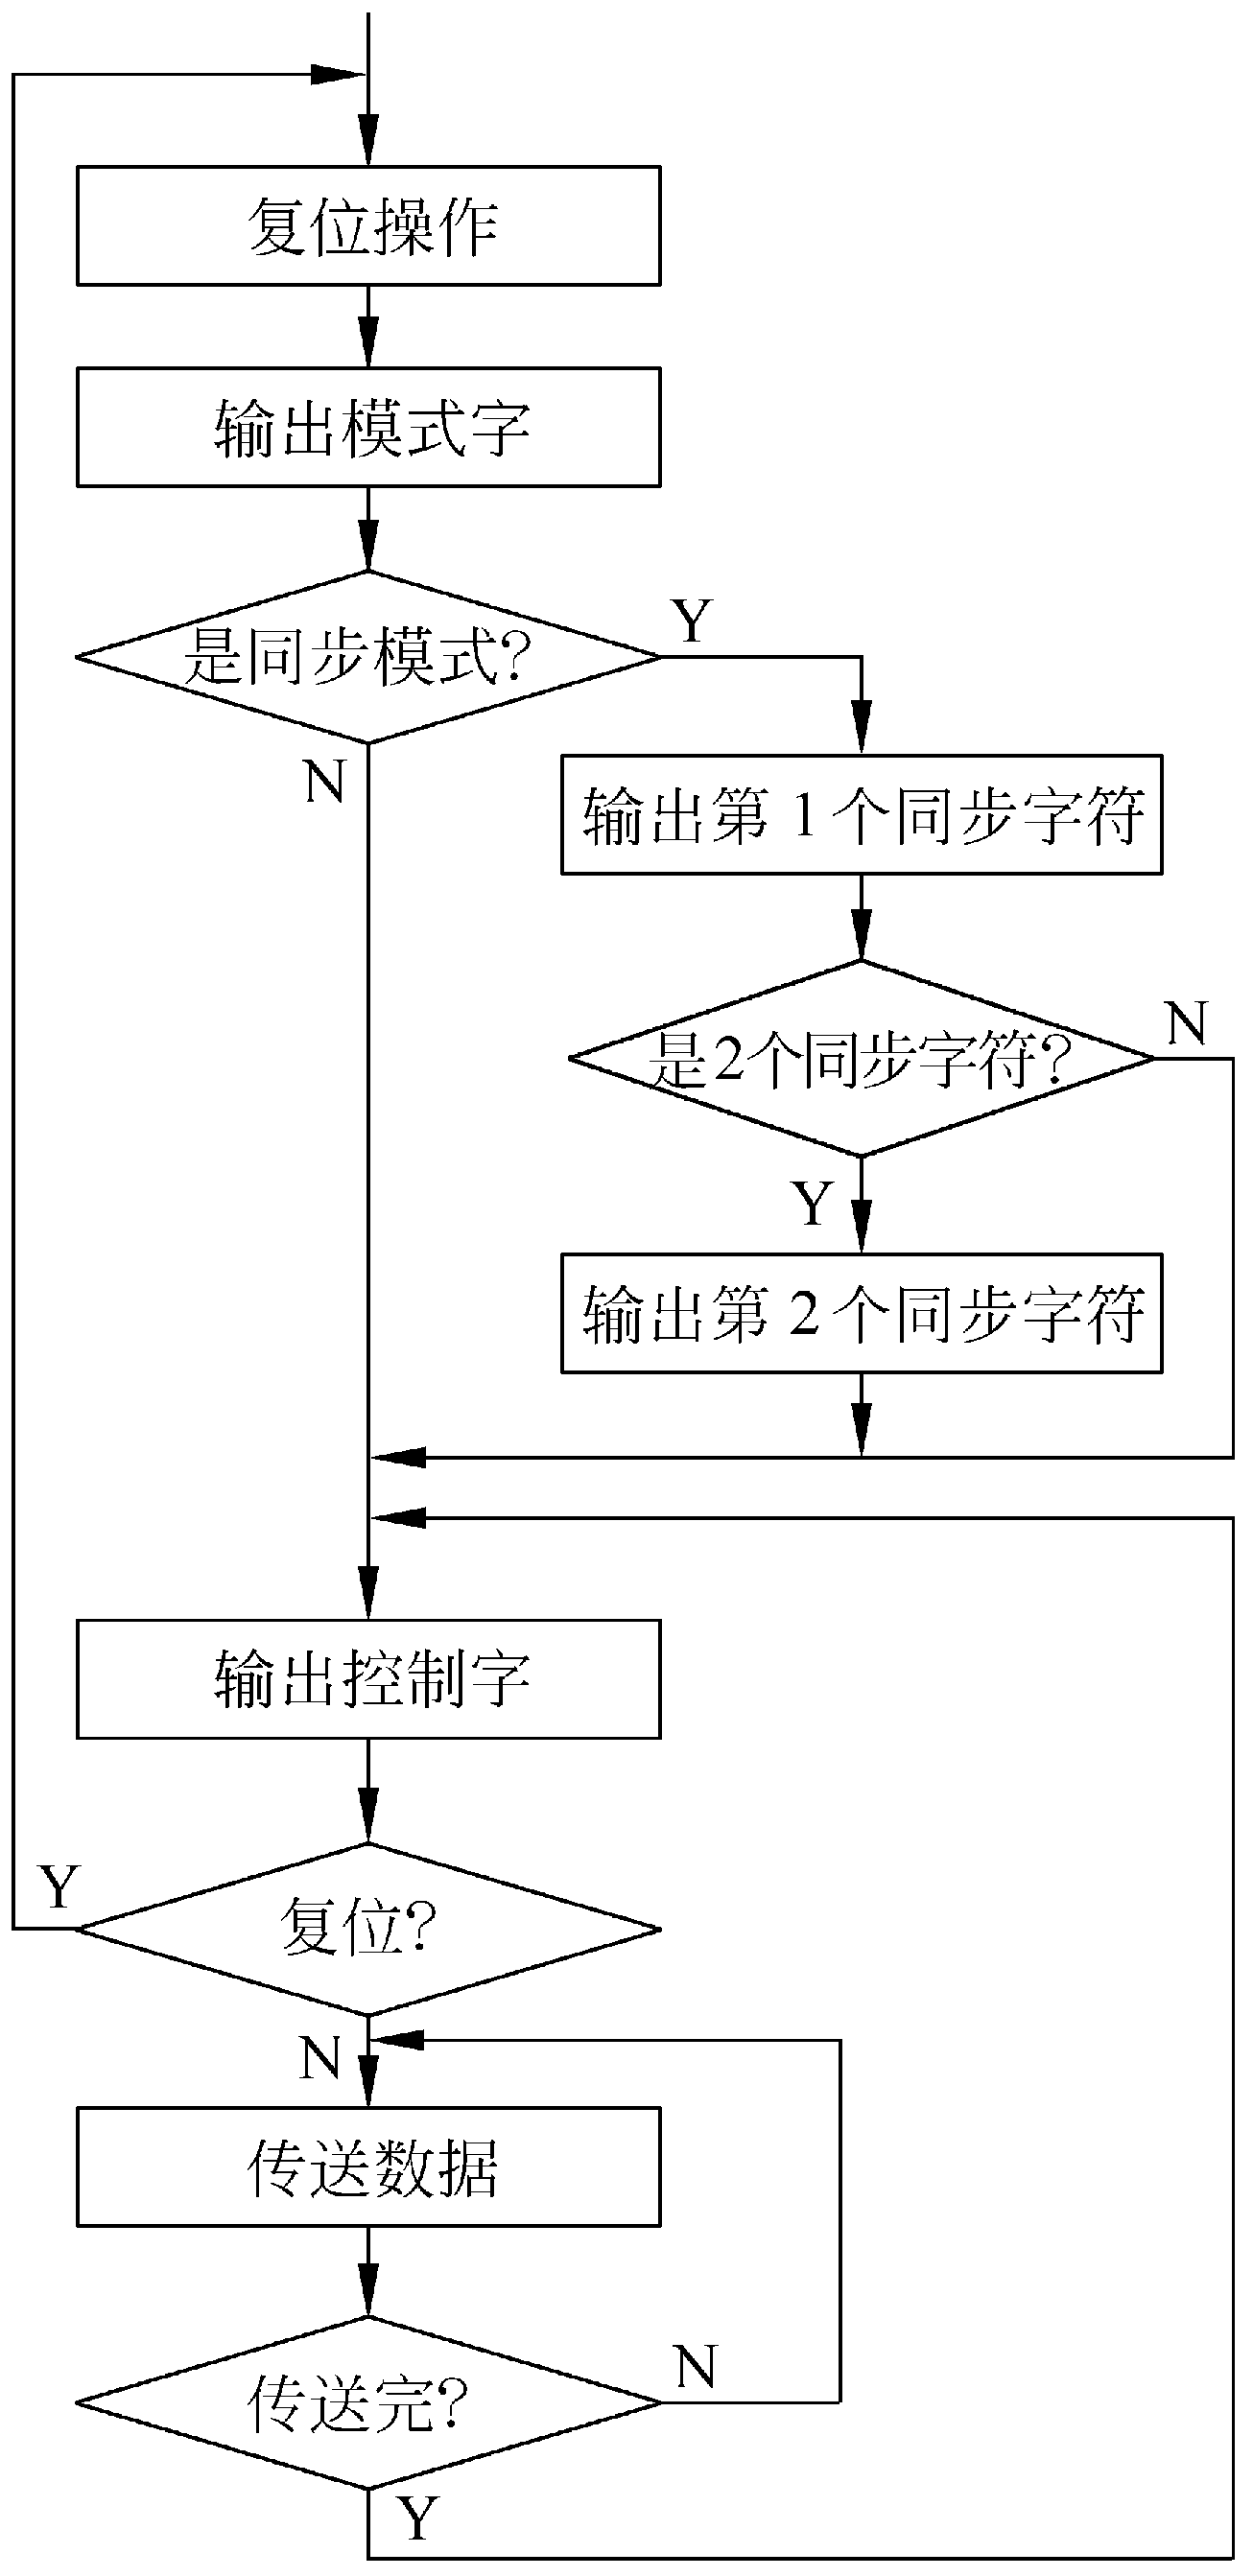 复位操作
输出模式字
是同步模式?
Y
N
输出第 1 个同步字符
是2个同步字符?
N
Y
输出第 2 个同步字符
输出控制字
复位?
Y
N
传送数据
传送完?
N
Y